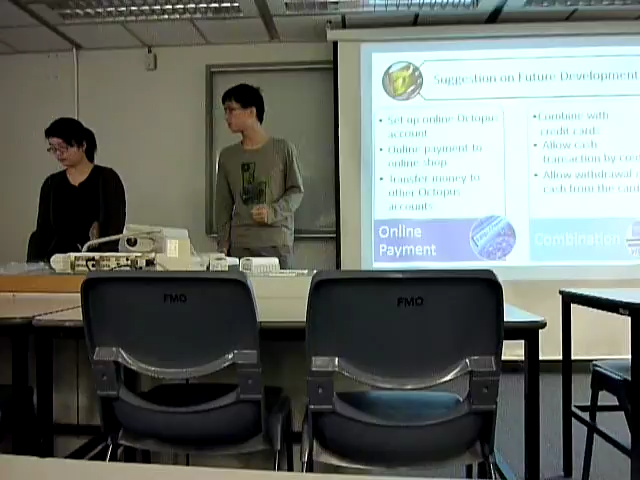 Suggestion on Future Development
• Set up online Octopus
account
• Online payment to
online shop
• Transfer money to
other Octopus
accounts
Online
Payment
• Combine with
credit card
• Allow cash
transaction by
• Allow withdrawal
cash from the card
Combination
FMO
FMO